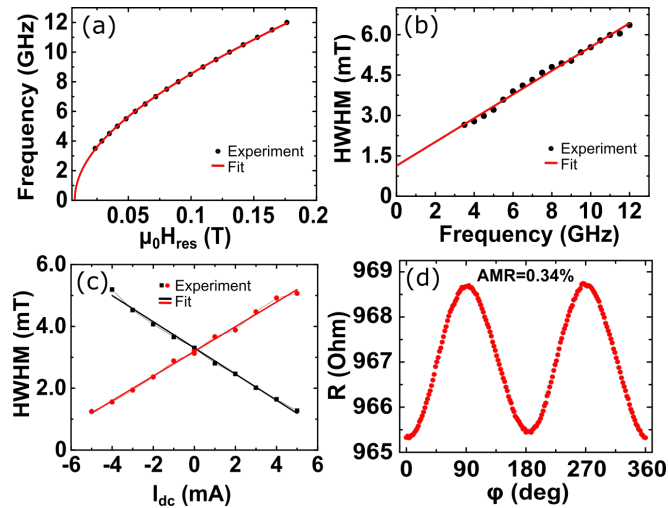 (a)
Frequency (GHz)
12
10
8
6
4
2
0
Experiment
Fit
0.05 0.1 0.15 0.2
μ₀Hres (T)
(b)
HWHM (mT)
6.0
4.5
3.0
1.5
Experiment
Fit
0 2 4 6 8 10 12
Frequency (GHz)
(c)
HWHM (mT)
6.0
4.0
2.0
0
Experiment
Fit
-6 -4 -2 0 2 4 6
Idc (mA)
(d)
AMR=0.34%
R (Ohm)
969
968
967
966
965
0 90 180 270 360
φ (deg)